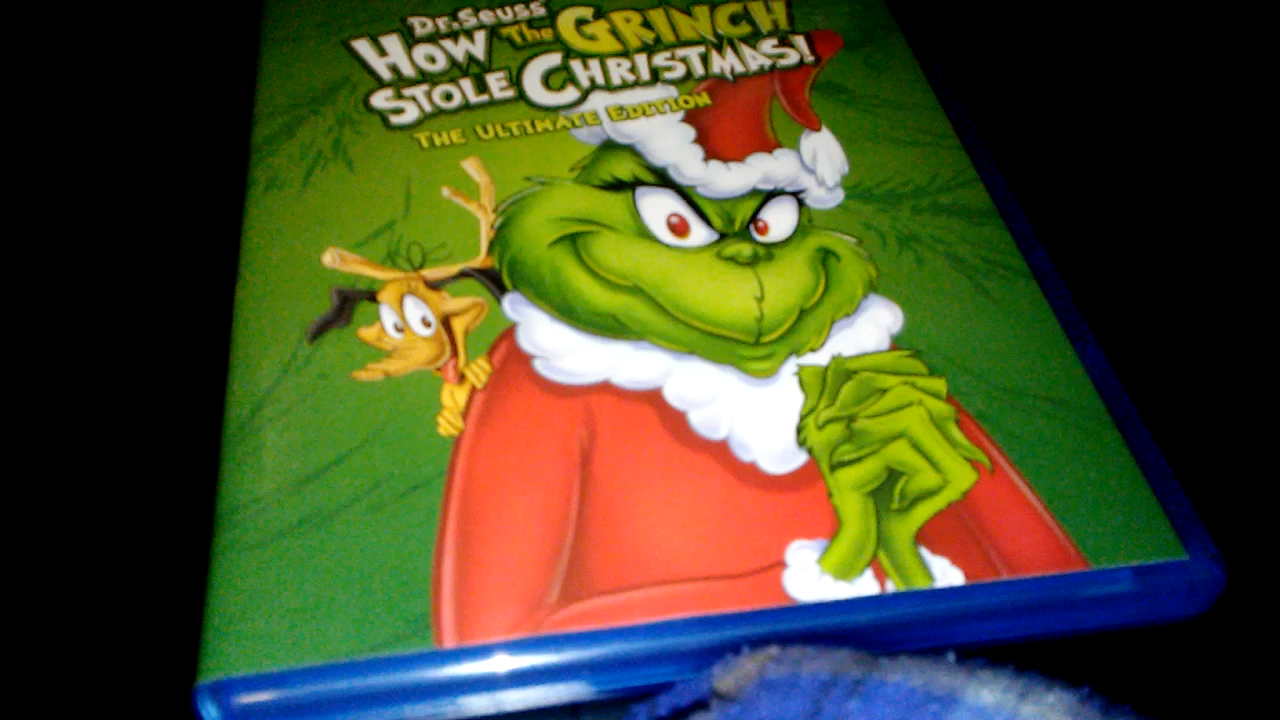 Dr. Seuss'
HOW The GRINCH
STOLE CHRISTMAS!
THE ULTIMATE EDITION